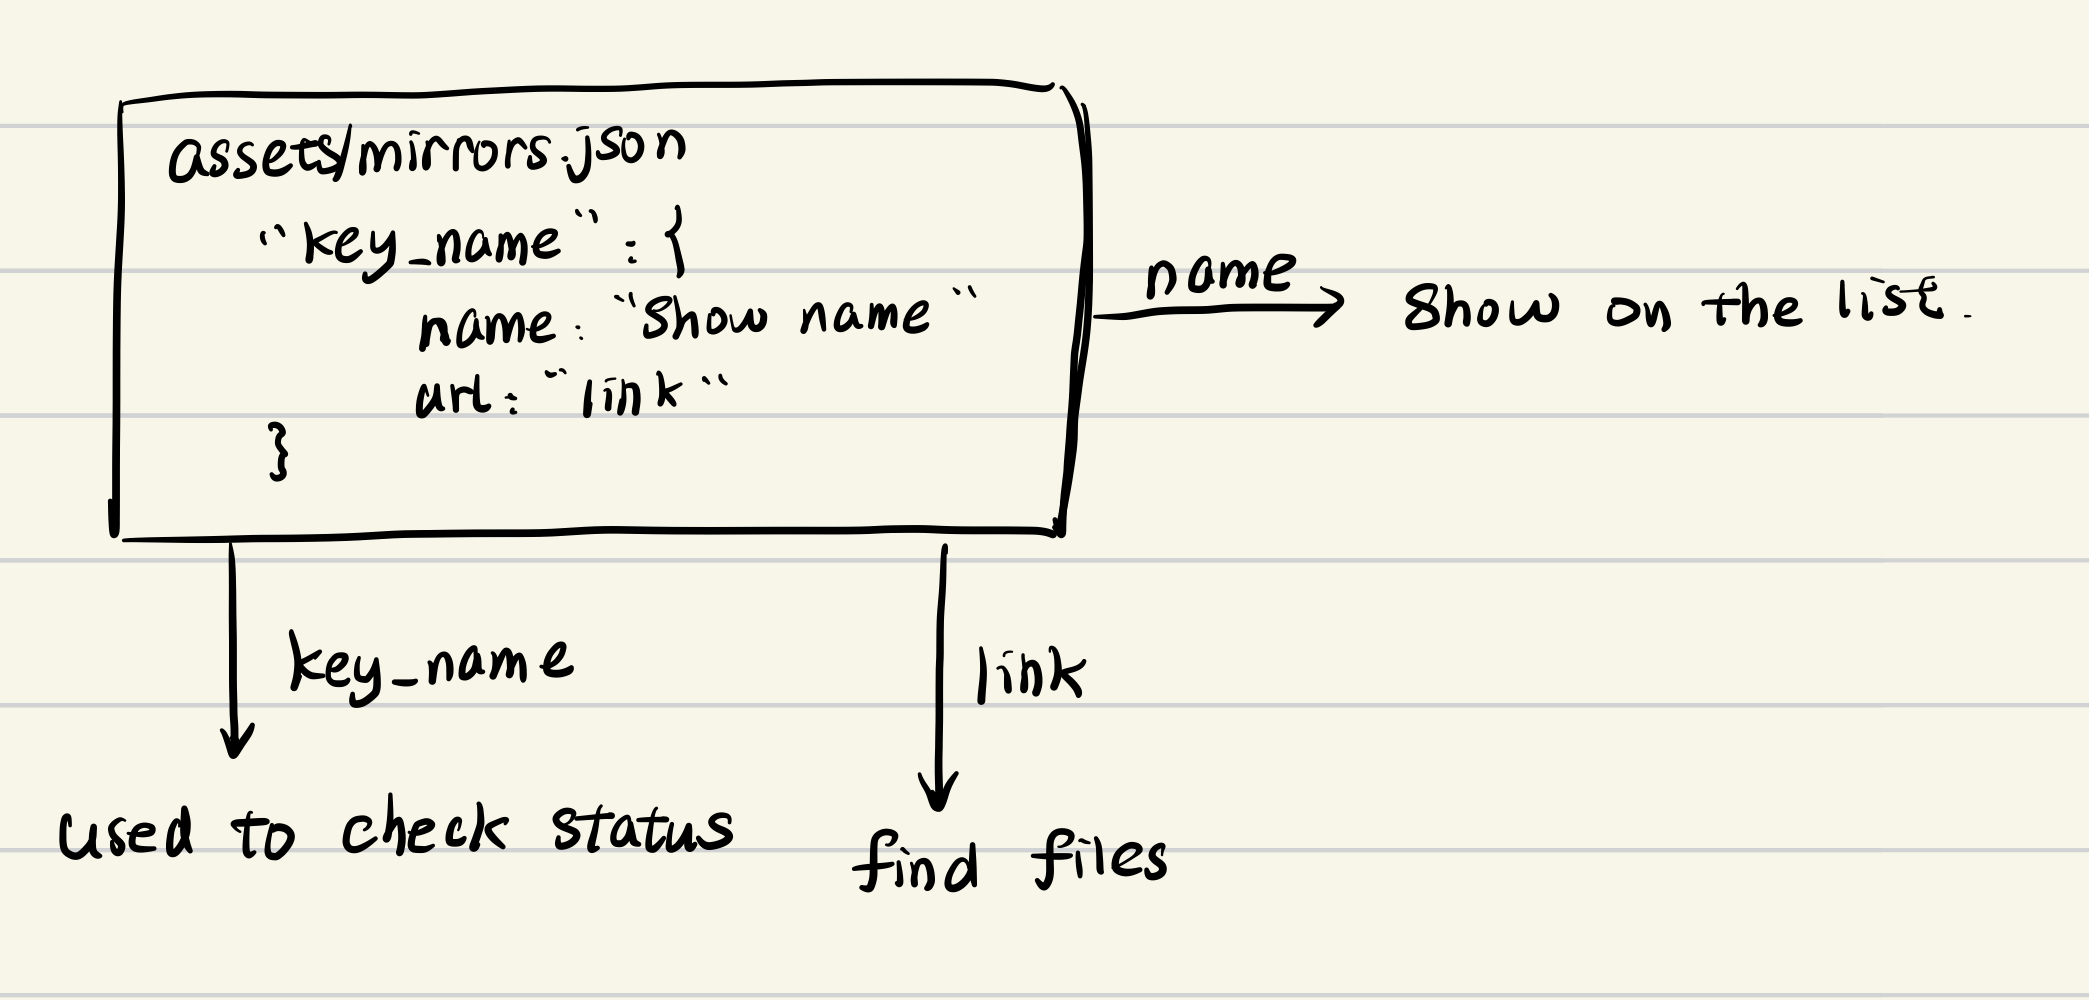 assets/mirrors.json
"key_name" : {
name : "Show name"
url : "link"
}
name
Show on the list.
key_name
link
used to check status
find files